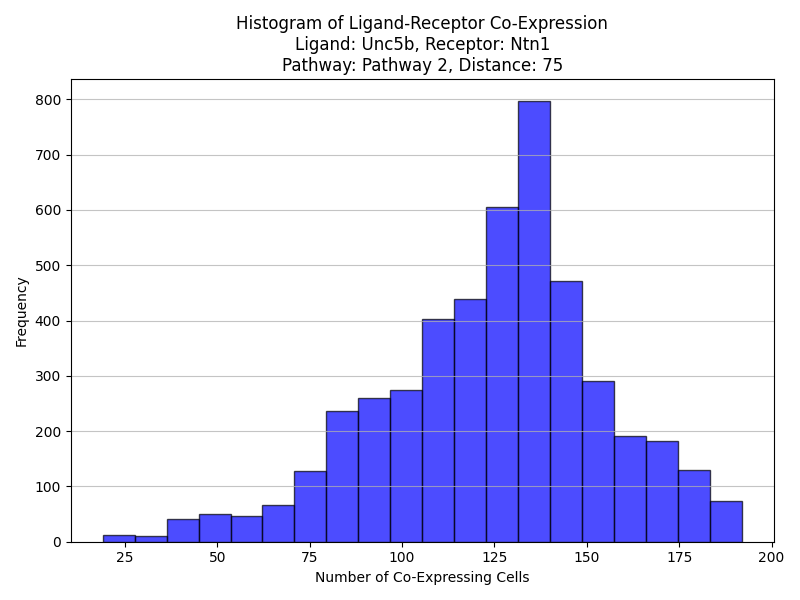 Histogram of Ligand-Receptor Co-Expression
Ligand: Unc5b, Receptor: Ntn1
Pathway: Pathway 2, Distance: 75
800
700
600
500
400
300
200
100
0
Frequency
25 50 75 100 125 150 175 200
Number of Co-Expressing Cells